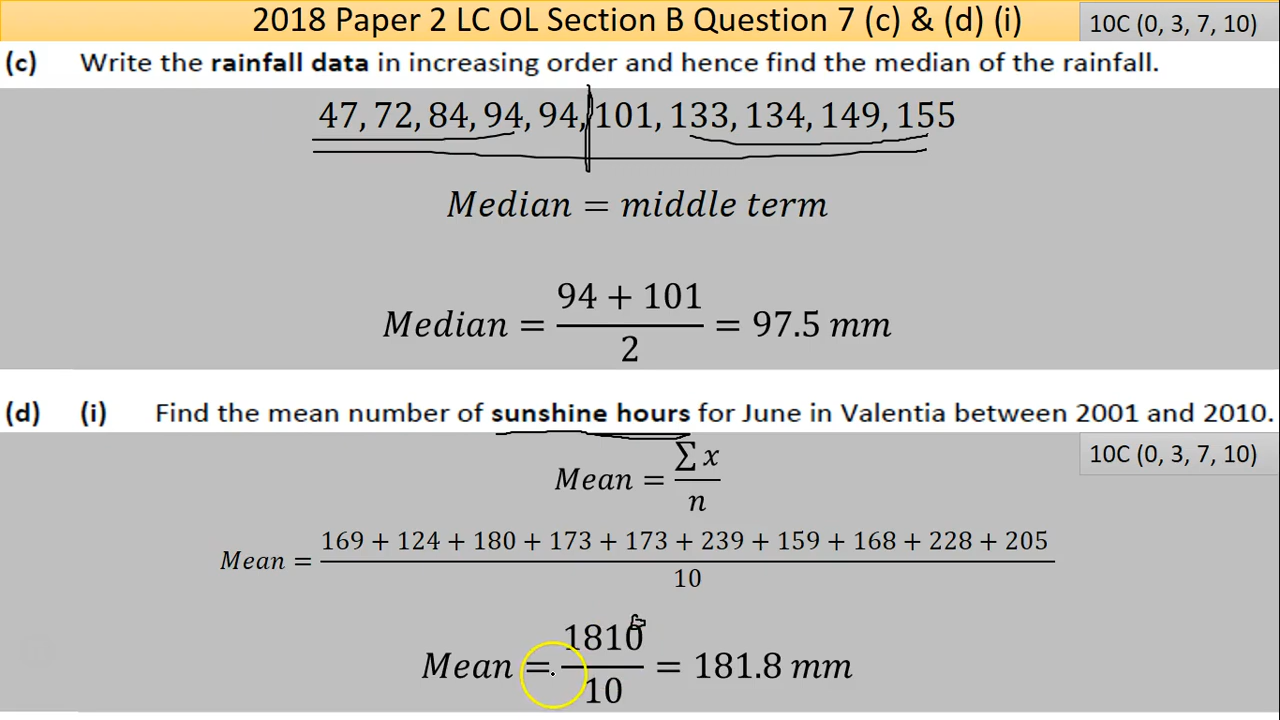 2018 Paper 2 LC OL Section B Question 7 (c) & (d) (i)
10C (0, 3, 7, 10)
(c) Write the rainfall data in increasing order and hence find the median of the rainfall.
47, 72, 84, 94, 94, 101, 133, 134, 149, 155
Median = middle term
Median = (94 + 101)/2 = 97.5 mm
(d) (i) Find the mean number of sunshine hours for June in Valentia between 2001 and 2010.
10C (0, 3, 7, 10)
Mean = ∑x/n
Mean = (169 + 124 + 180 + 173 + 173 + 239 + 159 + 168 + 228 + 205)/10
Mean = 1810/10 = 181.8 mm